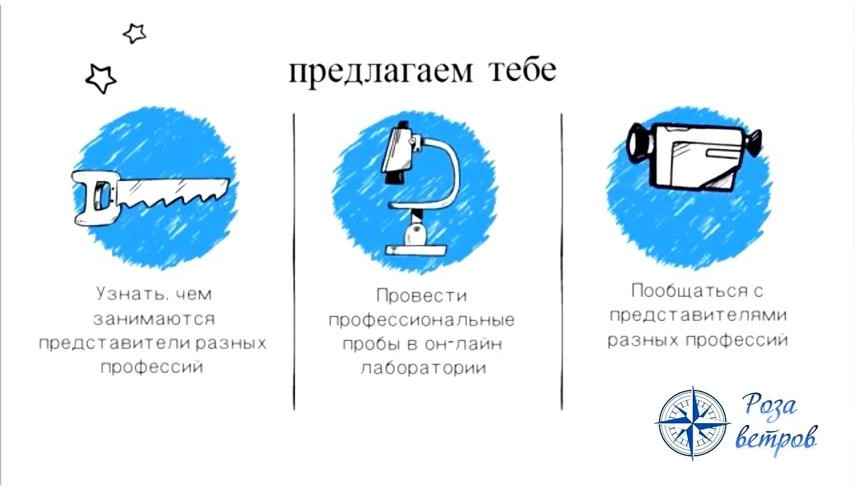 предлагаем тебе
Узнать, чем
занимаются
представители разных
профессий
Провести
профессиональные
пробы в он-лайн
лаборатории
Пообщаться с
представителями
разных профессий
Роза
ветров